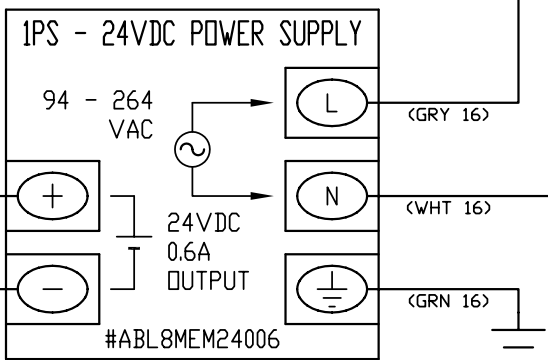 1PS - 24VDC POWER SUPPLY
94 - 264
VAC
L
(GRY 16)
N
(WHT 16)
+
24VDC
0.6A
OUTPUT
-
(GRN 16)
#ABL8MEM24006